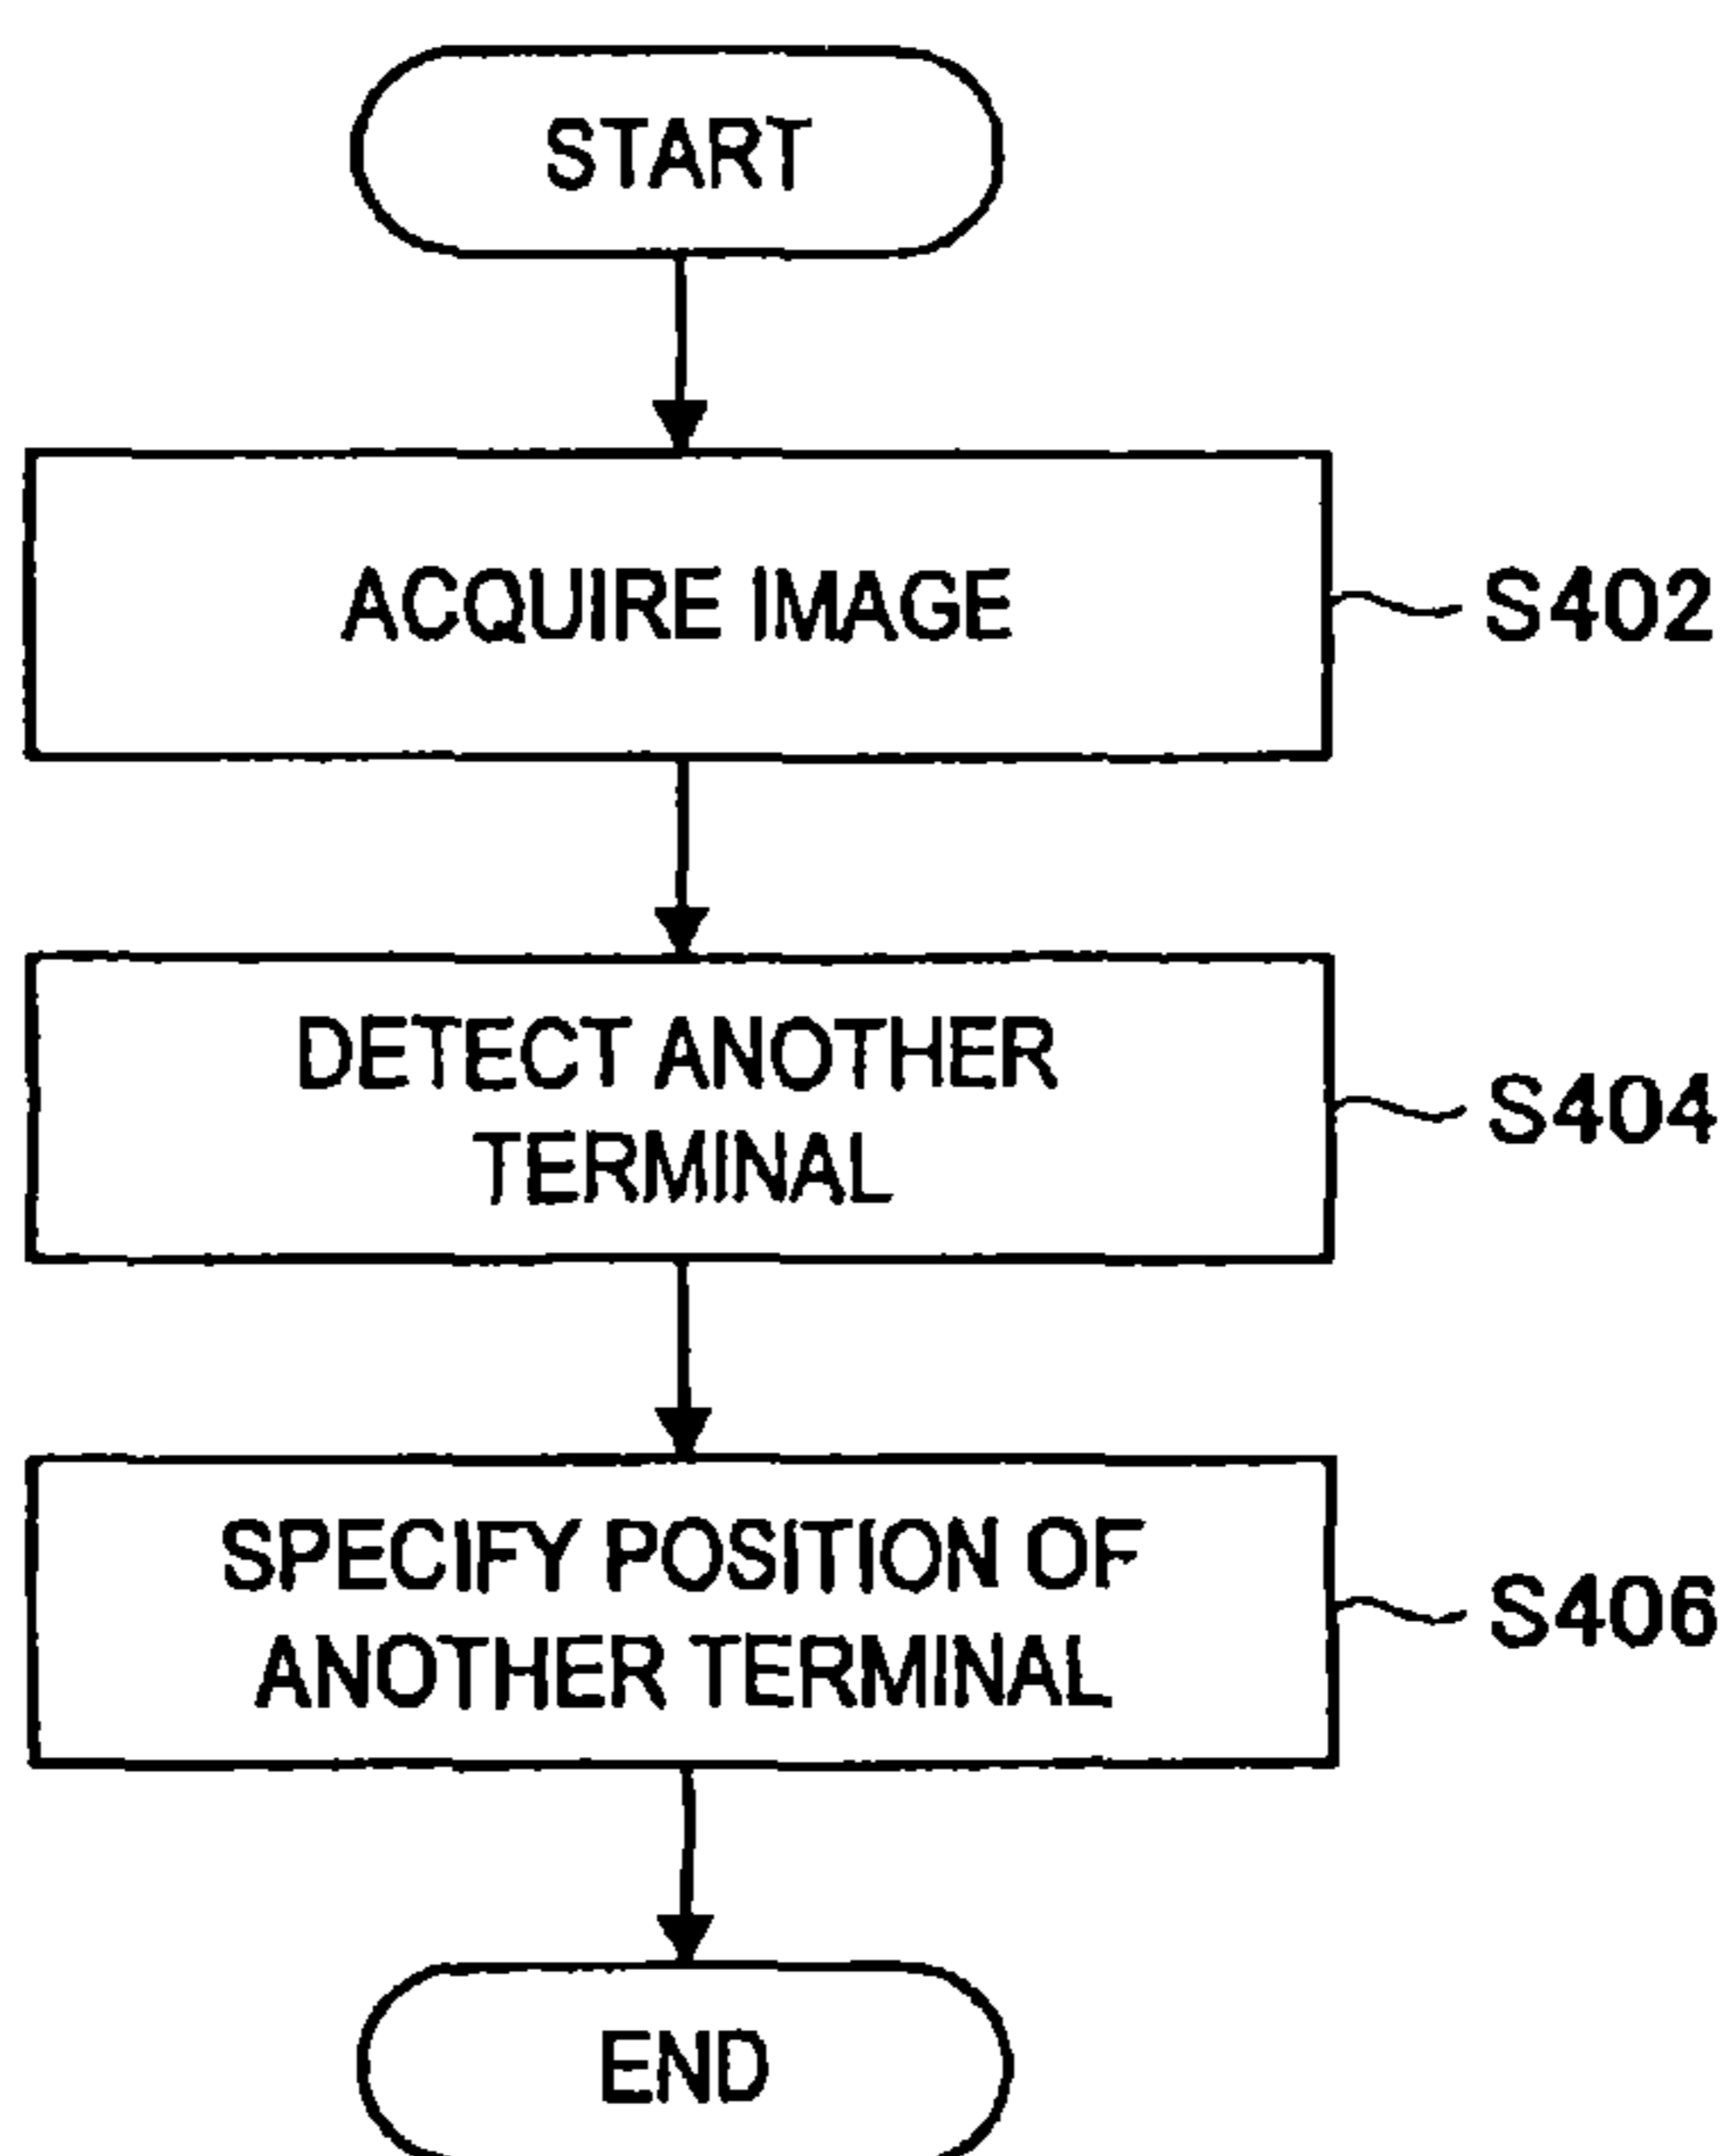 START
ACQUIRE IMAGE
S402
DETECT ANOTHER
TERMINAL
S404
SPECIFY POSITION OF
ANOTHER TERMINAL
S406
END